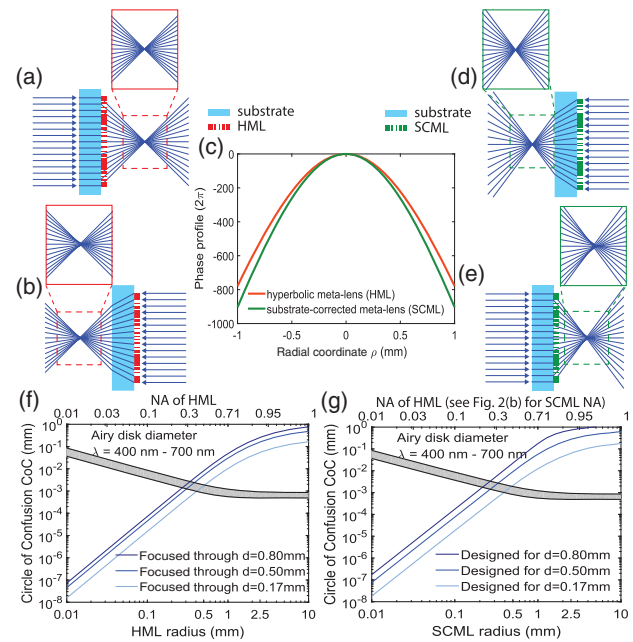 (a)
substrate
HML
(d)
substrate
SCML
(b)
(c)
Phase profile (2π)
0
-200
-400
-600
-800
-1000
hyperbolic meta-lens (HML)
substrate-corrected meta-lens (SCML)
-1 -0.5 0 0.5 1
Radial coordinate ρ (mm)
(e)
(f)
NA of HML
0.01 0.03 0.1 0.3 0.71 0.95 1
Circle of Confusion CoC (mm)
10^0
10^-1
10^-2
10^-3
10^-4
10^-5
10^-6
10^-7
10^-8
Airy disk diameter
λ = 400 nm - 700 nm
Focused through d=0.80mm
Focused through d=0.50mm
Focused through d=0.17mm
0.01 0.1 0.5 1 2.5 10
HML radius (mm)
(g)
NA of HML (see Fig. 2(b) for SCML NA)
0.01 0.03 0.1 0.3 0.71 0.95 1
Circle of Confusion CoC (mm)
10^0
10^-1
10^-2
10^-3
10^-4
10^-5
10^-6
10^-7
10^-8
Airy disk diameter
λ = 400 nm - 700 nm
Designed for d=0.80mm
Designed for d=0.50mm
Designed for d=0.17mm
0.01 0.1 0.5 1 2.5 10
SCML radius (mm)